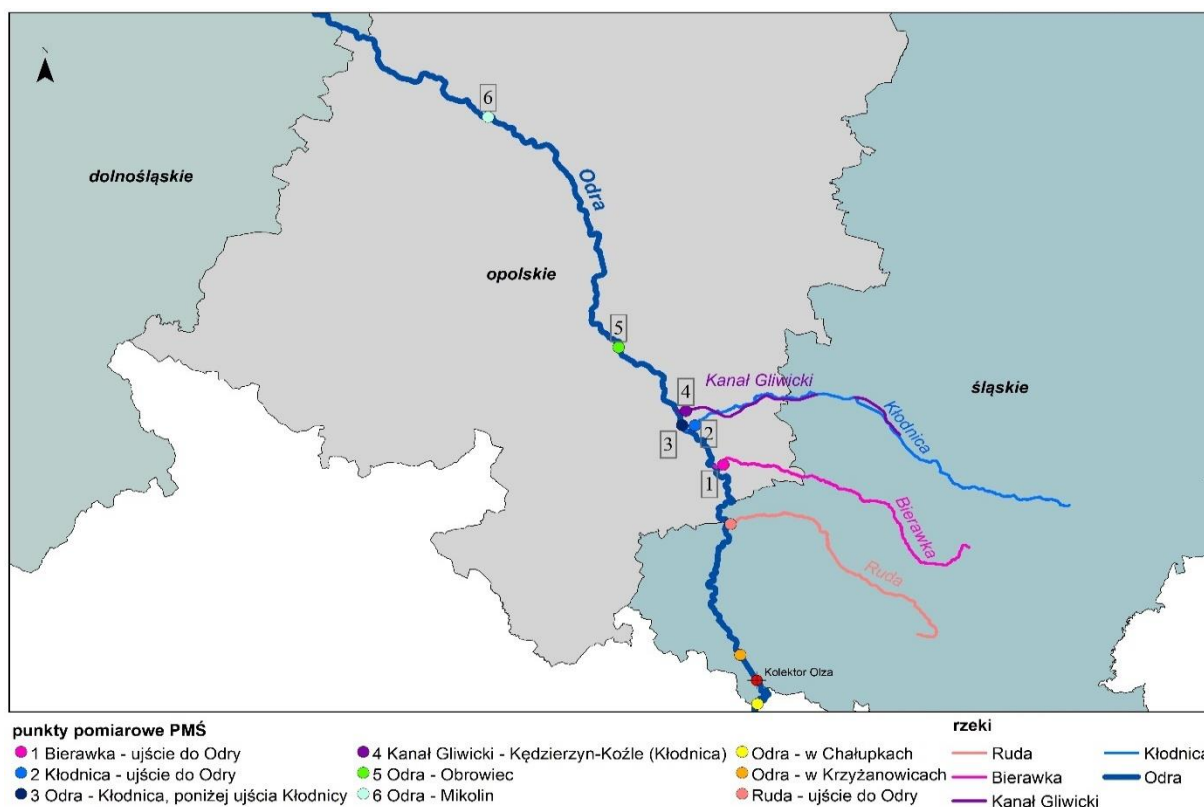 6
dolnośląskie
Odra
opolskie
5
Kanał Gliwicki
4
śląskie
Kłodnica
2
3
1
Bierawka
Ruda
Kolektor Olza
punkty pomiarowe PMŚ
1 Bierawka - ujście do Odry
2 Kłodnica - ujście do Odry
3 Odra - Kłodnica, poniżej ujścia Kłodnicy
4 Kanał Gliwicki - Kędzierzyn-Koźle (Kłodnica)
5 Odra - Obrowiec
6 Odra - Mikolin
Odra - w Chałupkach
Odra - w Krzyżanowicach
Ruda - ujście do Odry
rzeki
Ruda
Bierawka
Kanał Gliwicki
Kłodnica
Odra